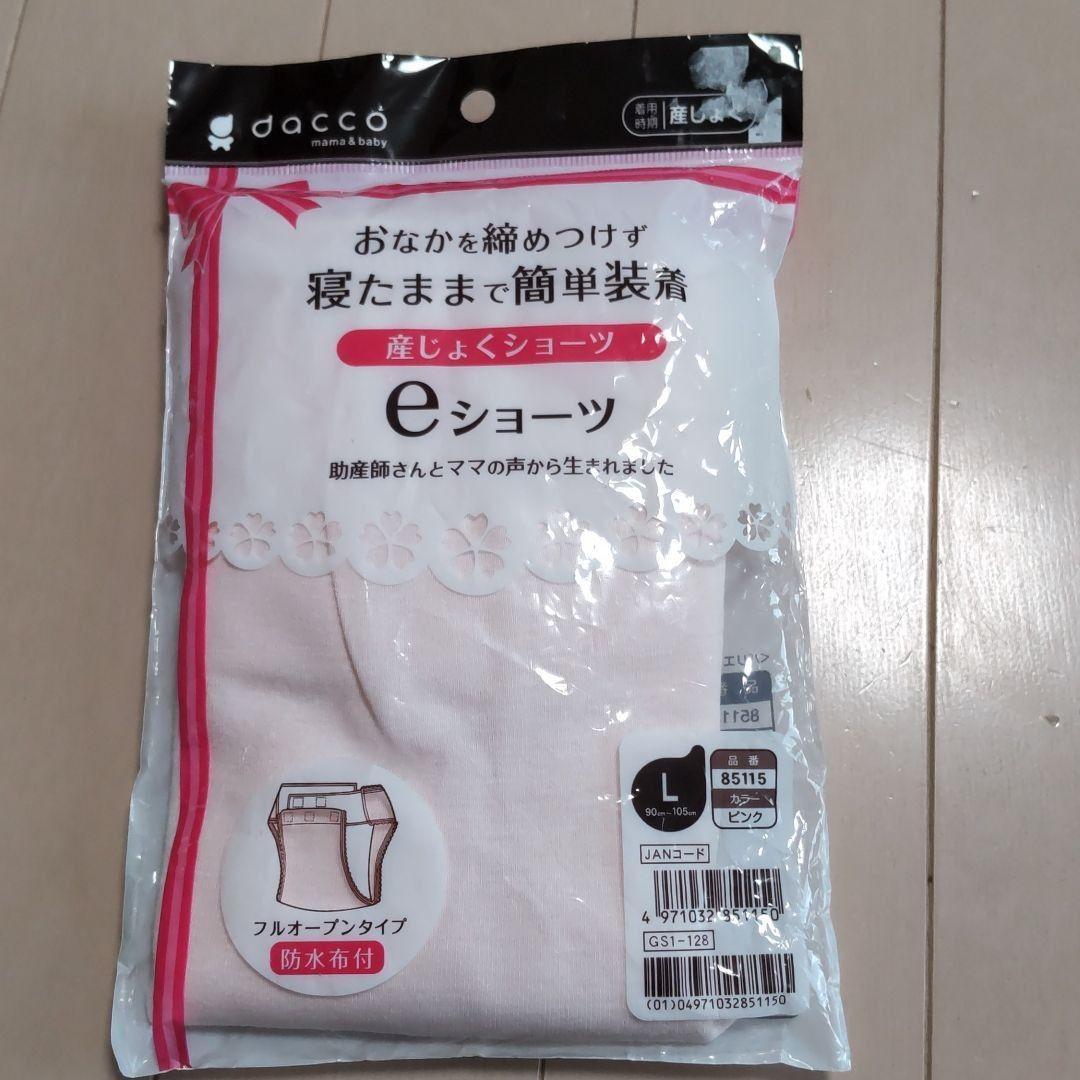 dacco
mama & baby
着用時期 産じょく
おなかを締めつけず
寝たままで簡単装着
産じょくショーツ
eショーツ
助産師さんとママの声から生まれました
L
90cm~105cm
品番
85115
カラー
ピンク
JANコード
4 971032 851150
GS1-128
(01)04971032851150
フルオープンタイプ
防水布付